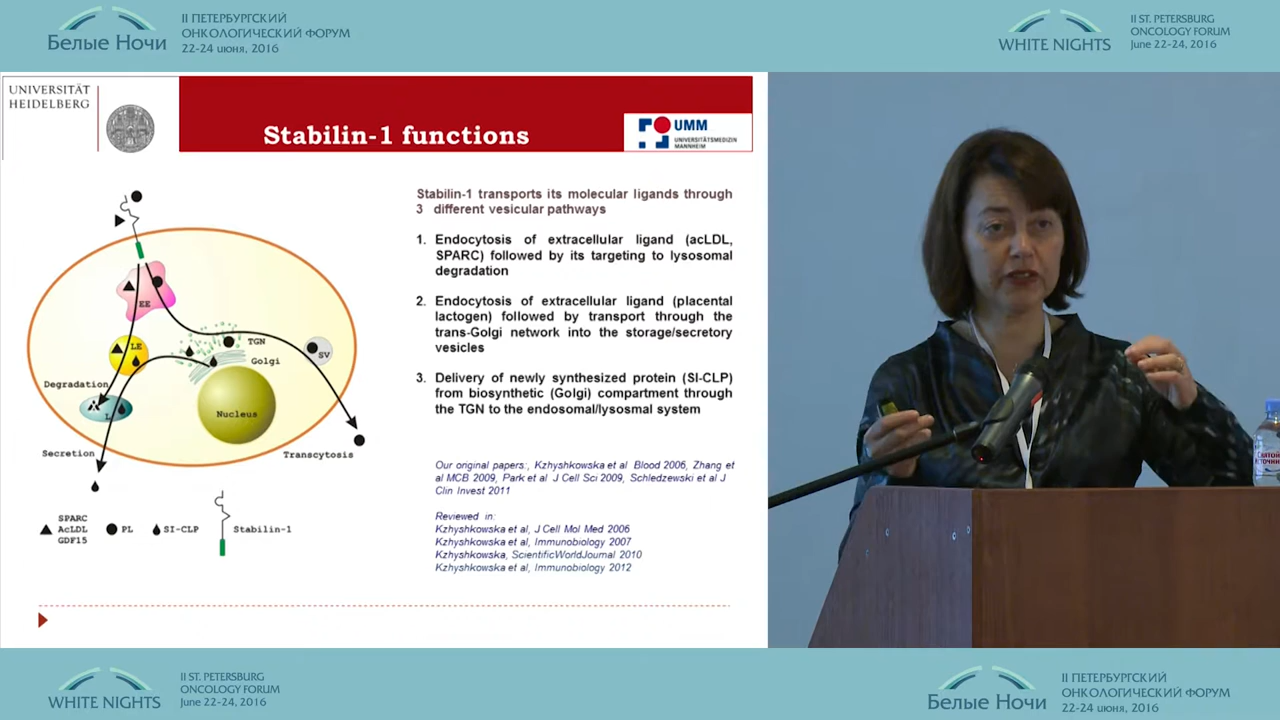 Белые Ночи
II ПЕТЕРБУРГСКИЙ
ОНКОЛОГИЧЕСКИЙ ФОРУМ
22-24 июня, 2016
WHITE NIGHTS
II ST. PETERSBURG
ONCOLOGY FORUM
June 22-24, 2016
UNIVERSITÄT
HEIDELBERG
Stabilin-1 functions
UMM
UNIVERSITÄTSMEDIZIN
MANNHEIM
Stabilin-1 transports its molecular ligands through
3 different vesicular pathways
1. Endocytosis of extracellular ligand (acLDL,
SPARC) followed by its targeting to lysosomal
degradation
2. Endocytosis of extracellular ligand (placental
lactogen) followed by transport through the
trans-Golgi network into the storage/secretory
vesicles
3. Delivery of newly synthesized protein (SI-CLP)
from biosynthetic (Golgi) compartment through
the TGN to the endosomal/lysosmal system
Our original papers:, Kzhyshkowska et al Blood 2006, Zhang et
al MCB 2009, Park et al J Cell Sci 2009, Schledzewski et al J
Clin Invest 2011
Reviewed in:
Kzhyshkowska et al, J Cell Mol Med 2006
Kzhyshkowska et al, Immunobiology 2007
Kzhyshkowska, ScientificWorldJournal 2010
Kzhyshkowska et al, Immunobiology 2012
EE
LE
TGN
Golgi
SV
Degradation
L
Nucleus
Secretion
Transcytosis
SPARC
AcLDL
GDF15
PL
SI-CLP
Stabilin-1
WHITE NIGHTS
II ST. PETERSBURG
ONCOLOGY FORUM
June 22-24, 2016
Белые Ночи
II ПЕТЕРБУРГСКИЙ
ОНКОЛОГИЧЕСКИЙ ФОРУМ
22-24 июня, 2016